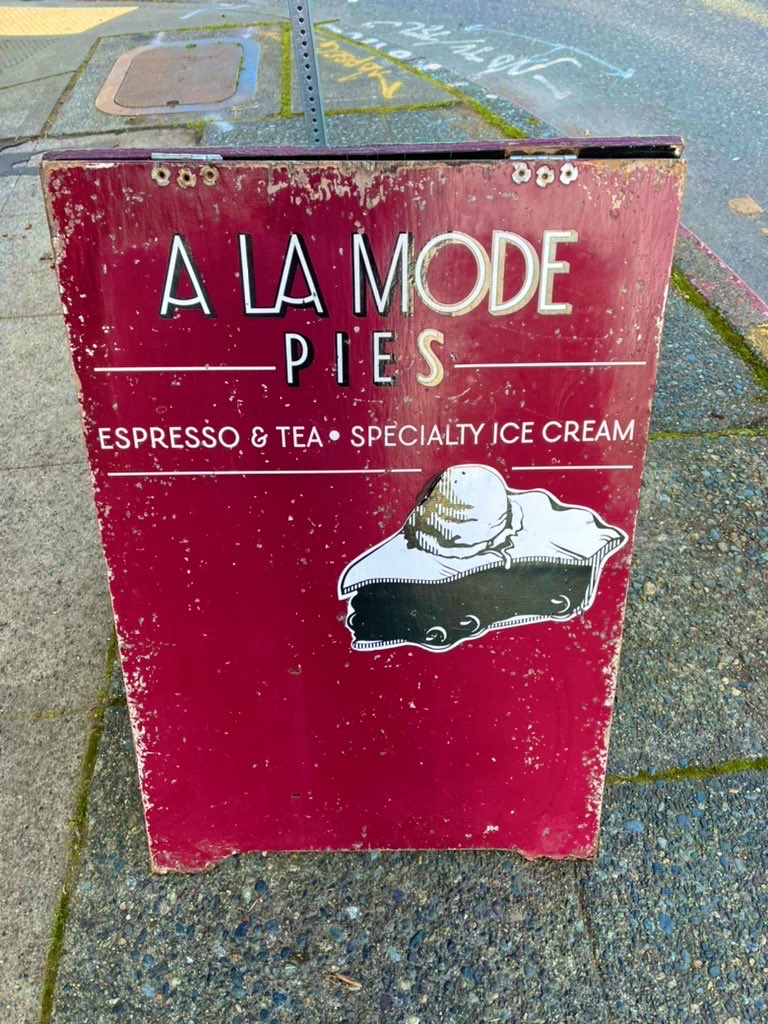 A LA MODE
PIES
ESPRESSO & TEA • SPECIALTY ICE CREAM